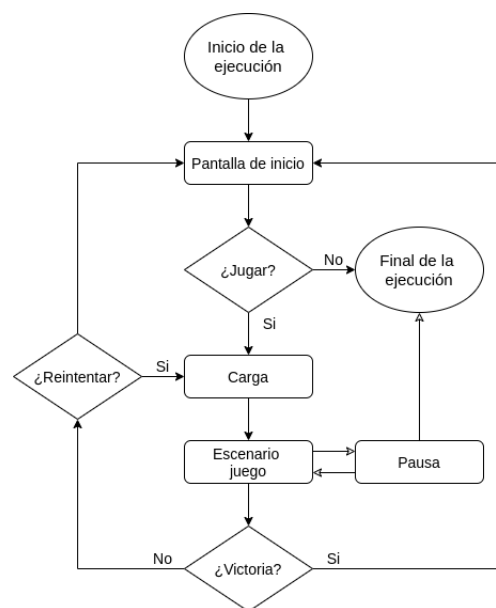 Inicio de la
ejecución
Pantalla de inicio
¿Jugar?
No
Final de la
ejecución
Si
¿Reintentar?
Si
Carga
Escenario
juego
Pausa
No
¿Victoria?
Si